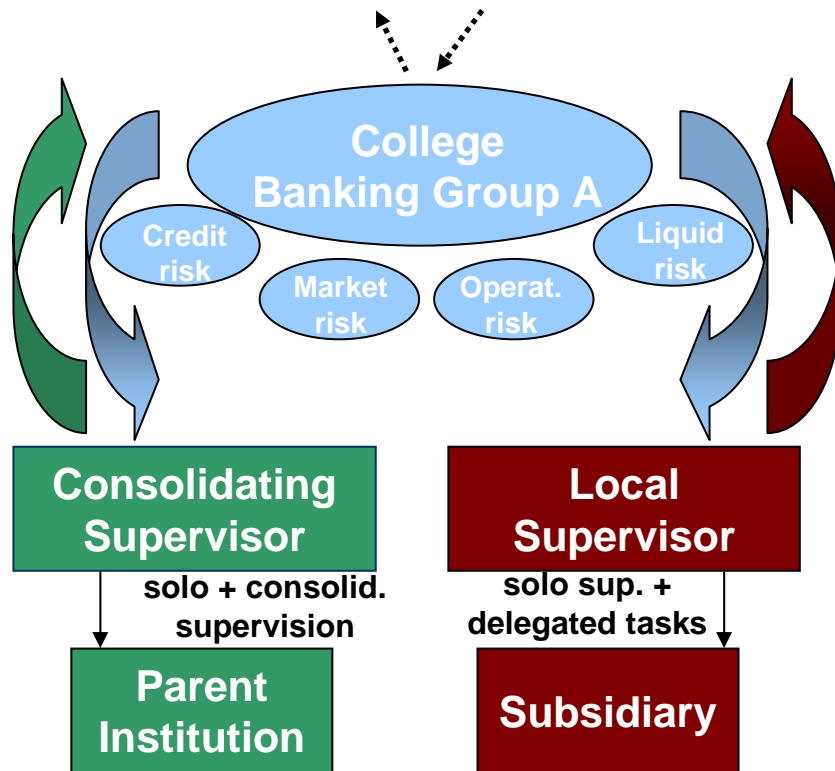 College
Banking Group A
Credit
risk
Market
risk
Operat.
risk
Liquid
risk
Consolidating
Supervisor
Local
Supervisor
solo + consolid.
supervision
solo sup. +
delegated tasks
Parent
Institution
Subsidiary